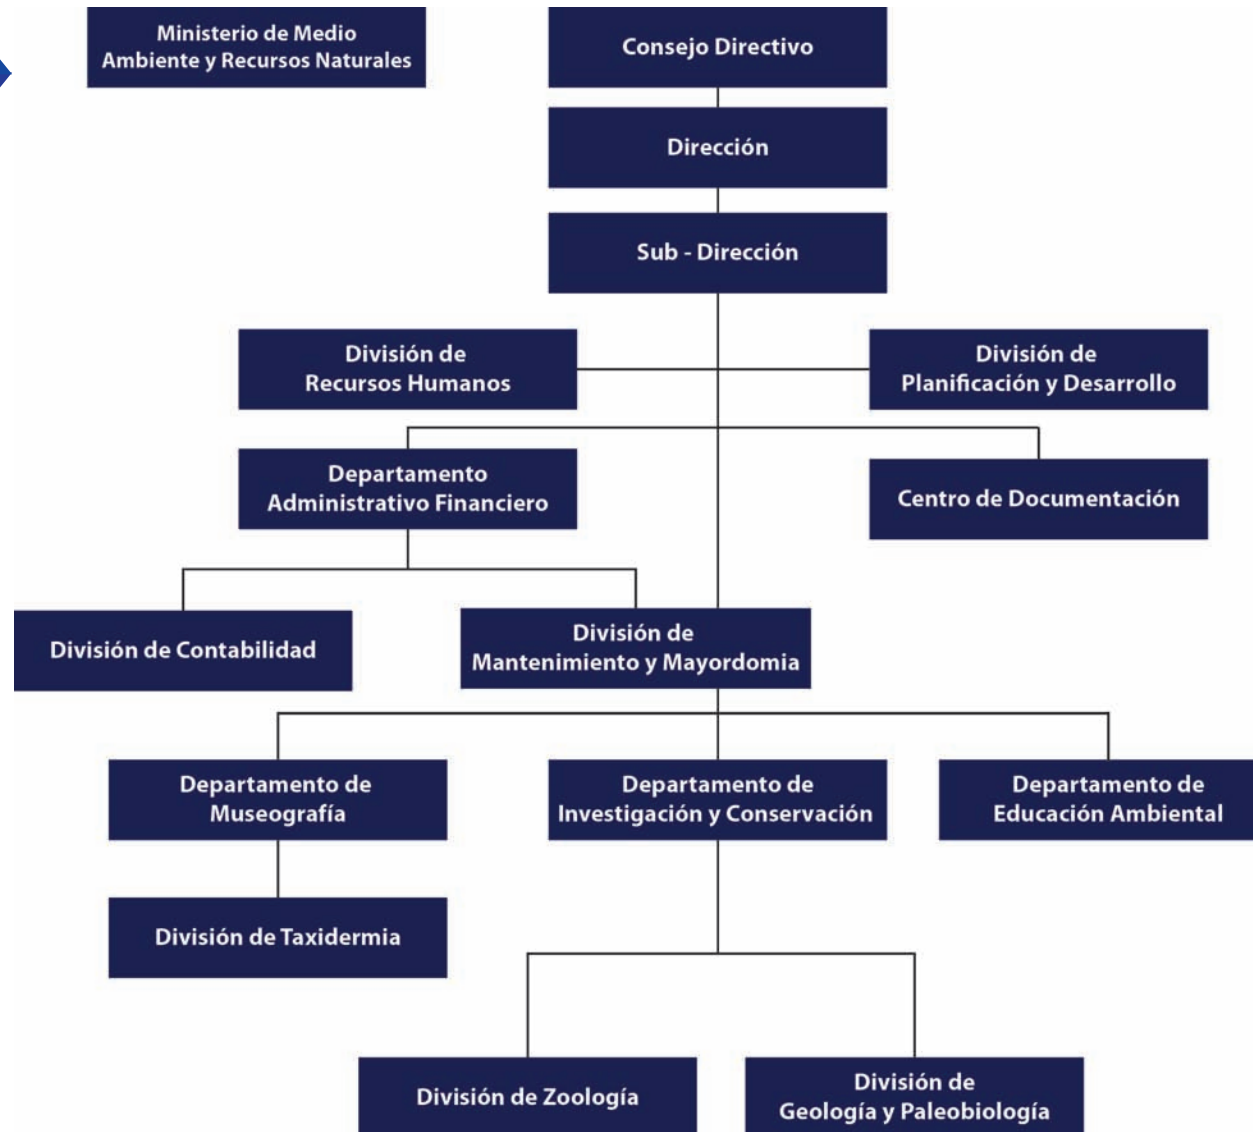 Ministerio de Medio
Ambiente y Recursos Naturales
Consejo Directivo
Dirección
Sub - Dirección
División de
Recursos Humanos
División de
Planificación y Desarrollo
Departamento
Administrativo Financiero
Centro de Documentación
División de Contabilidad
División de
Mantenimiento y Mayordomia
Departamento de
Museografía
Departamento de
Investigación y Conservación
Departamento de
Educación Ambiental
División de Taxidermia
División de Zoología
División de
Geología y Paleobiología